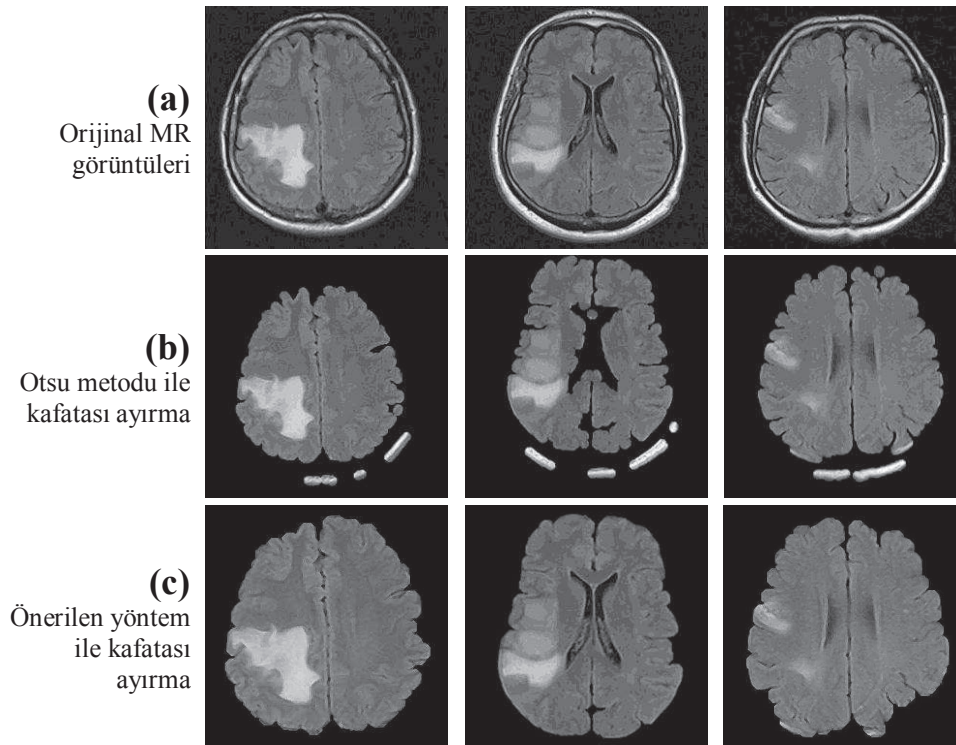 (a)
Orijinal MR
görüntüleri
(b)
Otsu metodu ile
kafatası ayırma
(c)
Önerilen yöntem
ile kafatası
ayırma